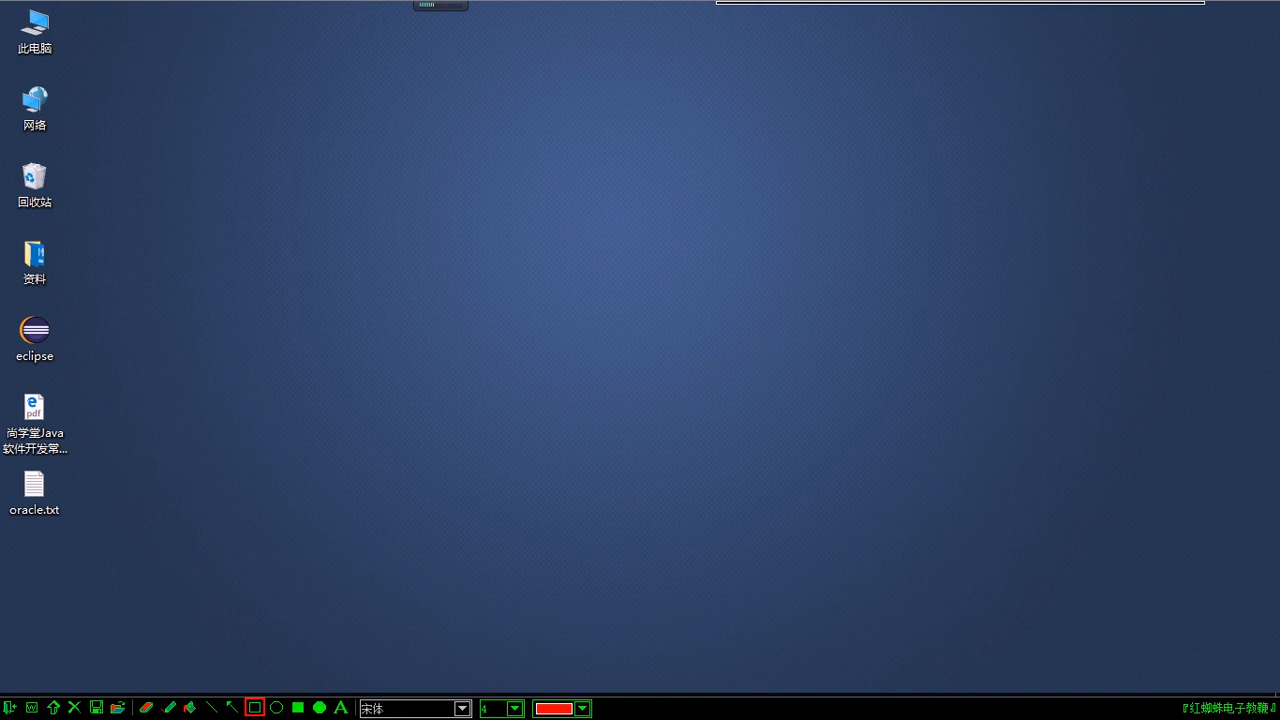 此电脑
网络
回收站
资料
eclipse
pdf
尚学堂Java
软件开发常...
oracle.txt
宋体
4
『红蜘蛛电子教鞭』